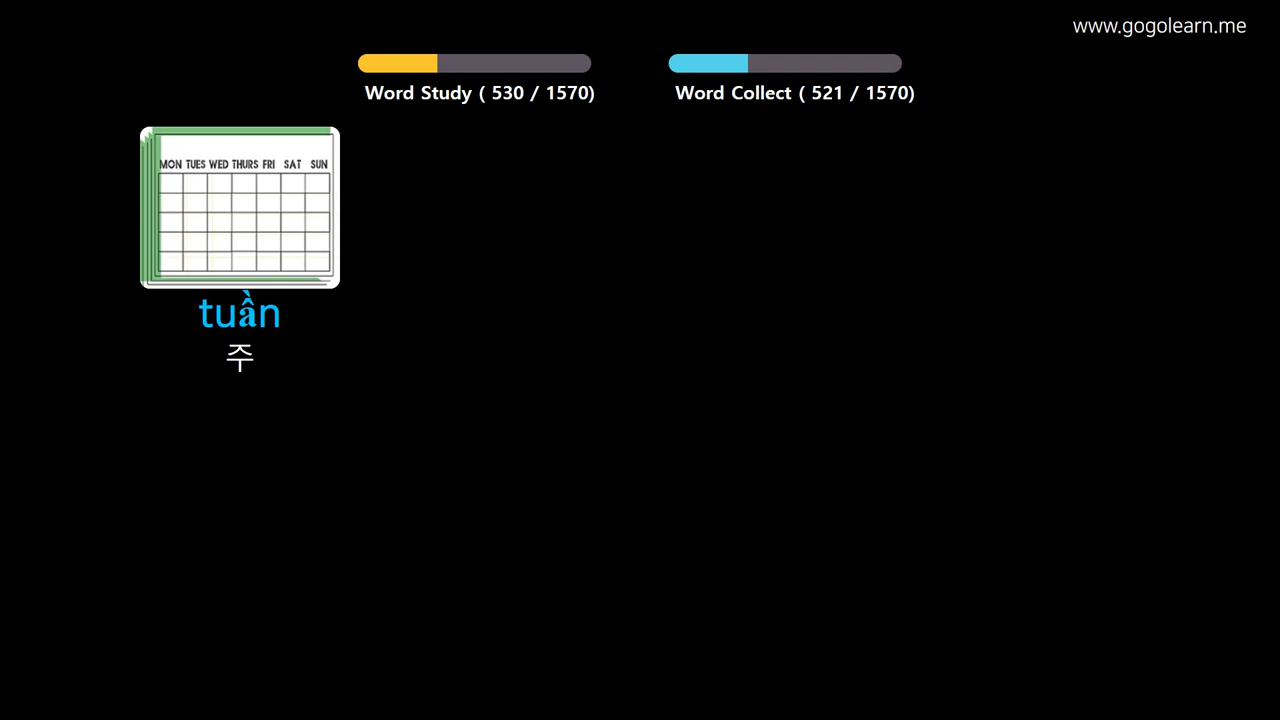 www.gogolearn.me
Word Study ( 530 / 1570)
Word Collect ( 521 / 1570)
MON TUES WED THURS FRI SAT SUN
tuần
주